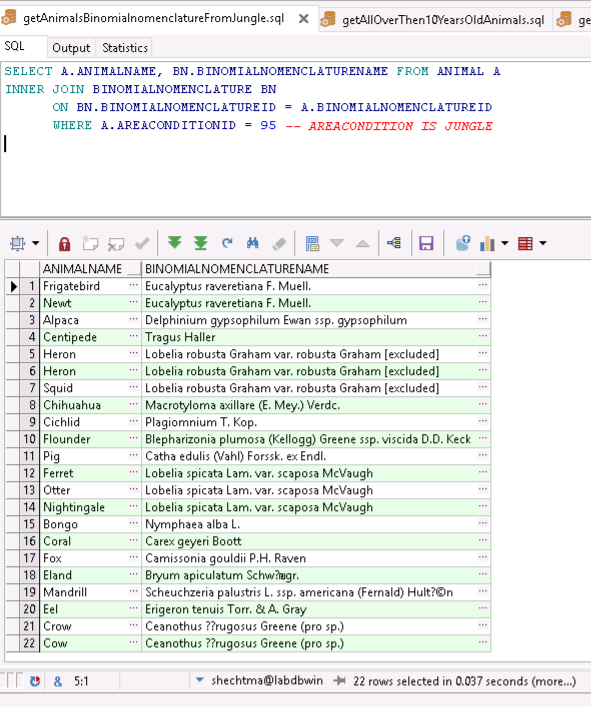 getAnimalsBinomialnomenclatureFromJungle.sql
getAllOverThen10YearsOldAnimals.sql
ge
SQL Output Statistics
SELECT A.ANIMALNAME, BN.BINOMIALNOMENCLATURENAME FROM ANIMAL A
INNER JOIN BINOMIALNOMENCLATURE BN
ON BN.BINOMIALNOMENCLATUREID = A.BINOMIALNOMENCLATUREID
WHERE A.AREACONDITIONID = 95 -- AREACONDITION IS JUNGLE
ANIMALNAME BINOMIALNOMENCLATURENAME
1 Frigatebird ... Eucalyptus raveretiana F. Muell. ...
2 Newt ... Eucalyptus raveretiana F. Muell. ...
3 Alpaca ... Delphinium gypsophilum Ewan ssp. gypsophilum ...
4 Centipede ... Tragus Haller ...
5 Heron ... Lobelia robusta Graham var. robusta Graham [excluded] ...
6 Heron ... Lobelia robusta Graham var. robusta Graham [excluded] ...
7 Squid ... Lobelia robusta Graham var. robusta Graham [excluded] ...
8 Chihuahua ... Macrotyloma axillare (E. Mey.) Verdc. ...
9 Cichlid ... Plagiomnium T. Kop. ...
10 Flounder ... Blepharizonia plumosa (Kellogg) Greene ssp. viscida D.D. Keck ...
11 Pig ... Catha edulis (Vahl) Forssk. ex Endl. ...
12 Ferret ... Lobelia spicata Lam. var. scaposa McVaugh ...
13 Otter ... Lobelia spicata Lam. var. scaposa McVaugh ...
14 Nightingale ... Lobelia spicata Lam. var. scaposa McVaugh ...
15 Bongo ... Nymphaea alba L. ...
16 Coral ... Carex geyeri Boott ...
17 Fox ... Camissonia gouldii P.H. Raven ...
18 Eland ... Bryum apiculatum ...
19 Mandrill ... Scheuchzeria palustris L. ssp. americana (Fernald) Hult?©n ...
20 Eel ... Erigeron tenuis Torr. & A. Gray ...
21 Crow ... Ceanothus ??rugosus Greene (pro sp.) ...
22 Cow ... Ceanothus ??rugosus Greene (pro sp.) ...
& 5:1 shechtma@labdbwin 22 rows selected in 0.037 seconds (more...)